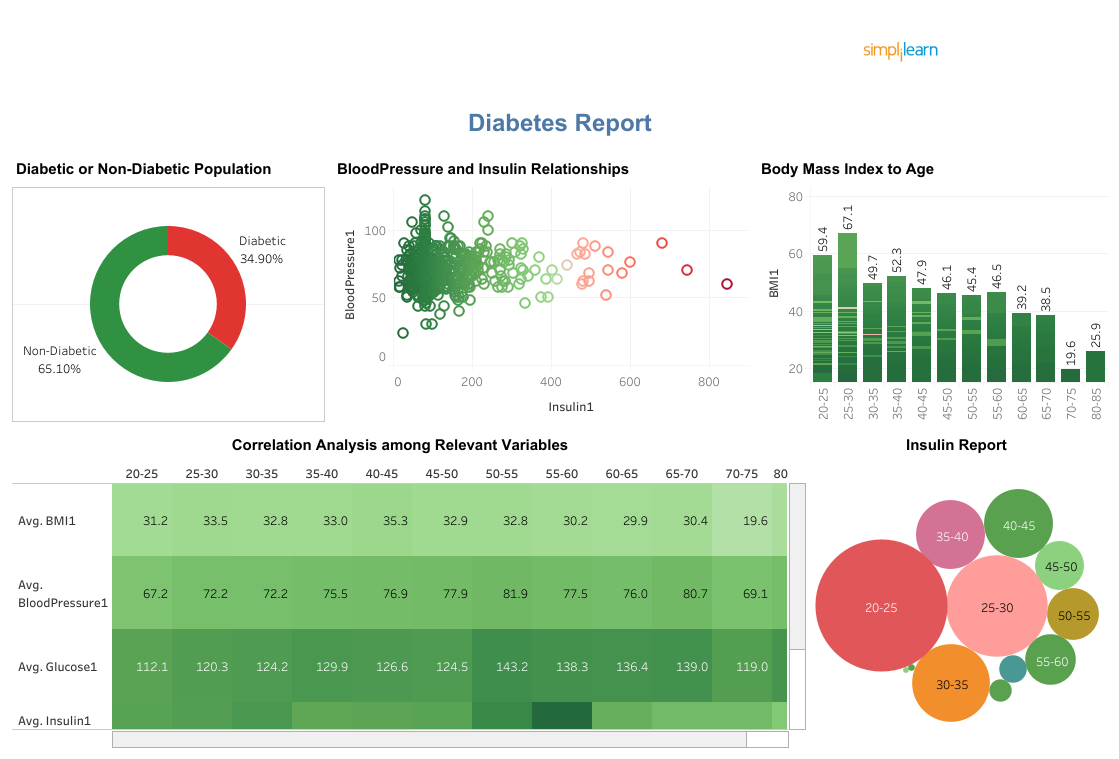 simplilearn
Diabetes Report
Diabetic or Non-Diabetic Population
Diabetic
34.90%
Non-Diabetic
65.10%
BloodPressure and Insulin Relationships
BloodPressure1
100
50
0
0 200 400 600 800
Insulin1
Body Mass Index to Age
BMI1
80
60
40
20
59.4 67.1 49.7 52.3 47.9 46.1 45.4 46.5 39.2 38.5 19.6 25.9
20-25 25-30 30-35 35-40 40-45 45-50 50-55 55-60 60-65 65-70 70-75 80-85
Correlation Analysis among Relevant Variables
20-25 25-30 30-35 35-40 40-45 45-50 50-55 55-60 60-65 65-70 70-75 80
Avg. BMI1 31.2 33.5 32.8 33.0 35.3 32.9 32.8 30.2 29.9 30.4 19.6
Avg.
BloodPressure1 67.2 72.2 72.2 75.5 76.9 77.9 81.9 77.5 76.0 80.7 69.1
Avg. Glucose1 112.1 120.3 124.2 129.9 126.6 124.5 143.2 138.3 136.4 139.0 119.0
Avg. Insulin1
Insulin Report
40-45
35-40
45-50
20-25
25-30
50-55
55-60
30-35